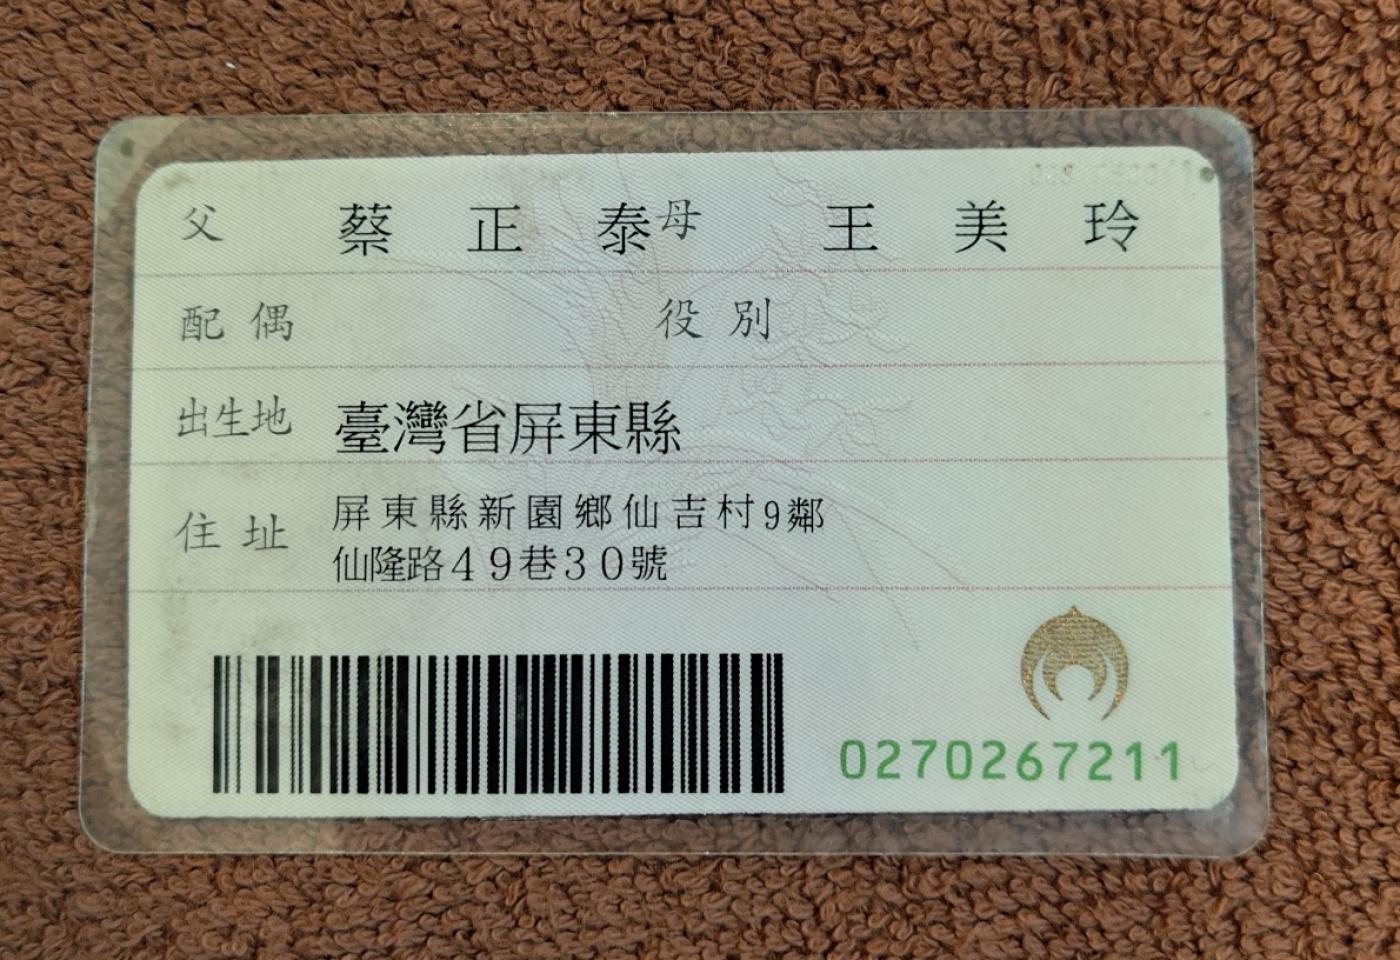 父 蔡正泰 母 王美玲
配偶 役別
出生地 臺灣省屏東縣
住址 屏東縣新園鄉仙吉村9鄰
仙隆路49巷30號
0270267211